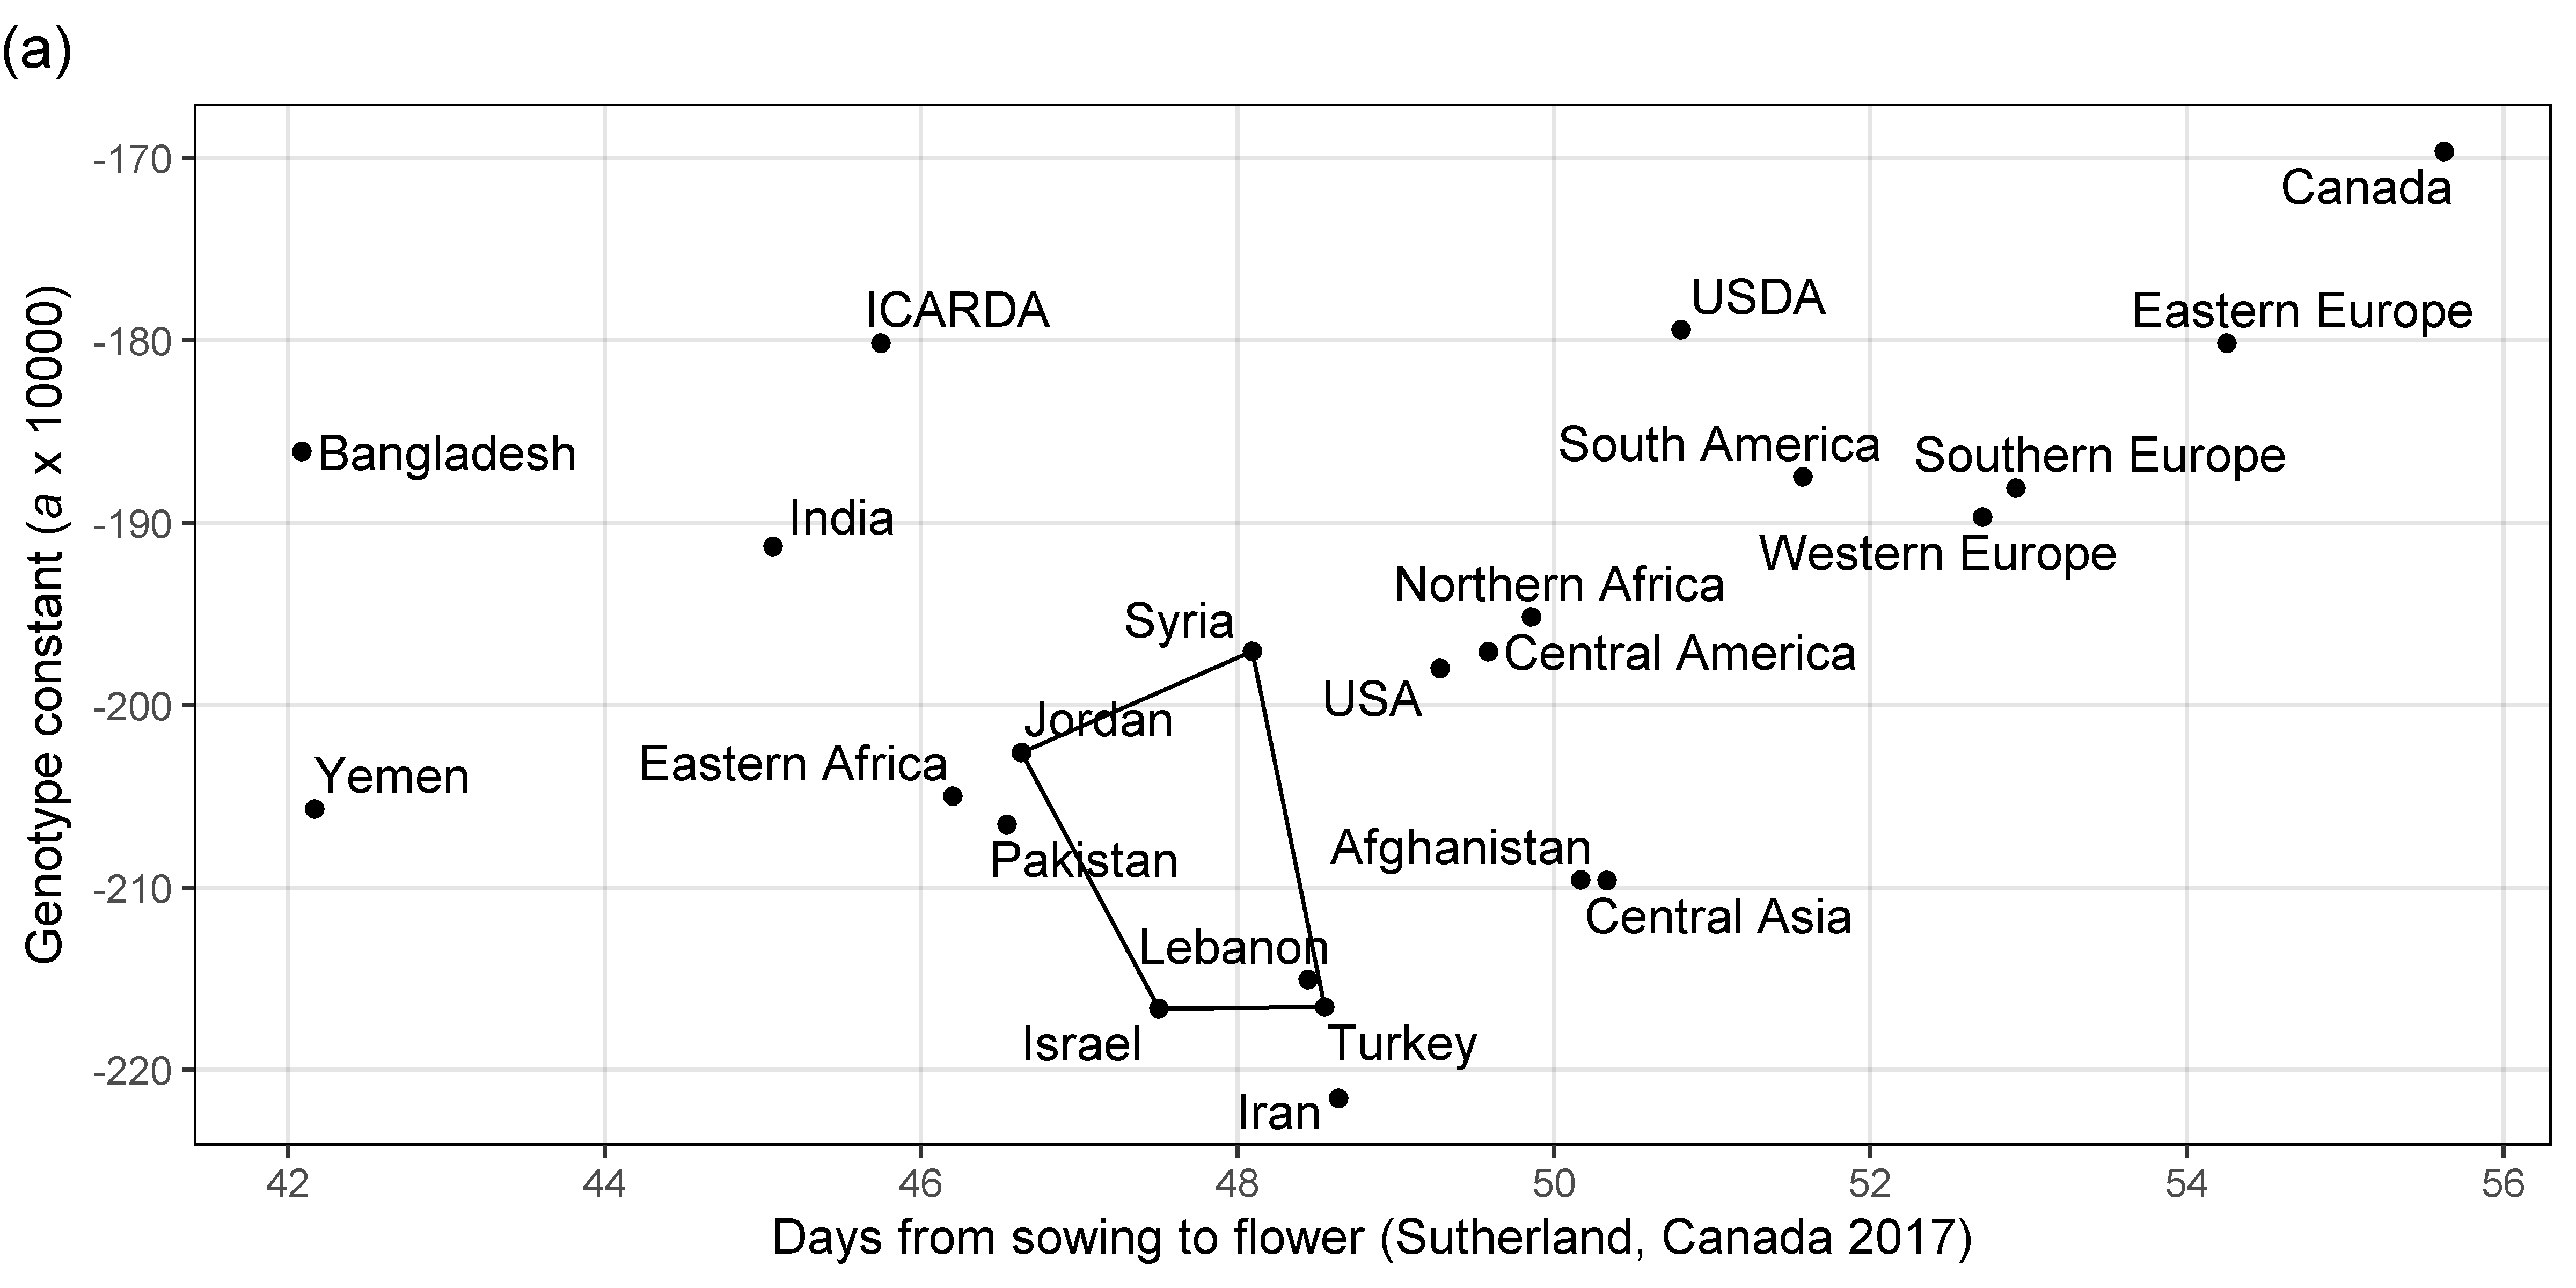 (a)
Genotype constant (a x 10000)
-170
-180
-190
-200
-210
-220
Canada
ICARDA
USDA
Eastern Europe
Bangladesh
South America
Southern Europe
India
Western Europe
Northern Africa
Syria
Central America
USA
Jordan
Eastern Africa
Yemen
Pakistan
Afghanistan
Central Asia
Lebanon
Israel
Turkey
Iran
42 44 46 48 50 52 54 56
Days from sowing to flower (Sutherland, Canada 2017)